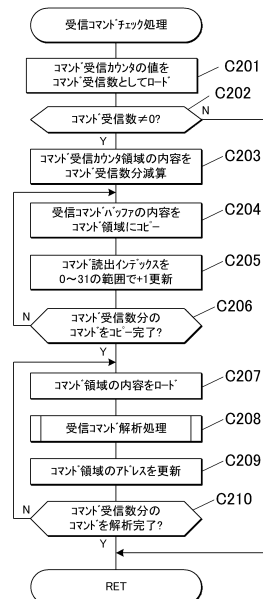 受信コマンドチェック処理
コマンド受信カウンタの値を
コマンド受信数としてロード
C201
C202
コマンド受信数≠0?
N
Y
受信カウンタ領域の内容を
コマンド受信数分減算
C203
受信コマンドバッファの内容を
コマンド領域にコピー
C204
コマンド読出インデックスを
0～31の範囲で+1更新
C205
C206
コマンド受信数分の
コマンドをコピー完了?
N
Y
コマンド領域の内容をロード
C207
受信コマンド解析処理
C208
コマンド領域のアドレスを更新
C209
C210
コマンド受信数分の
コマンドを解析完了?
N
Y
RET